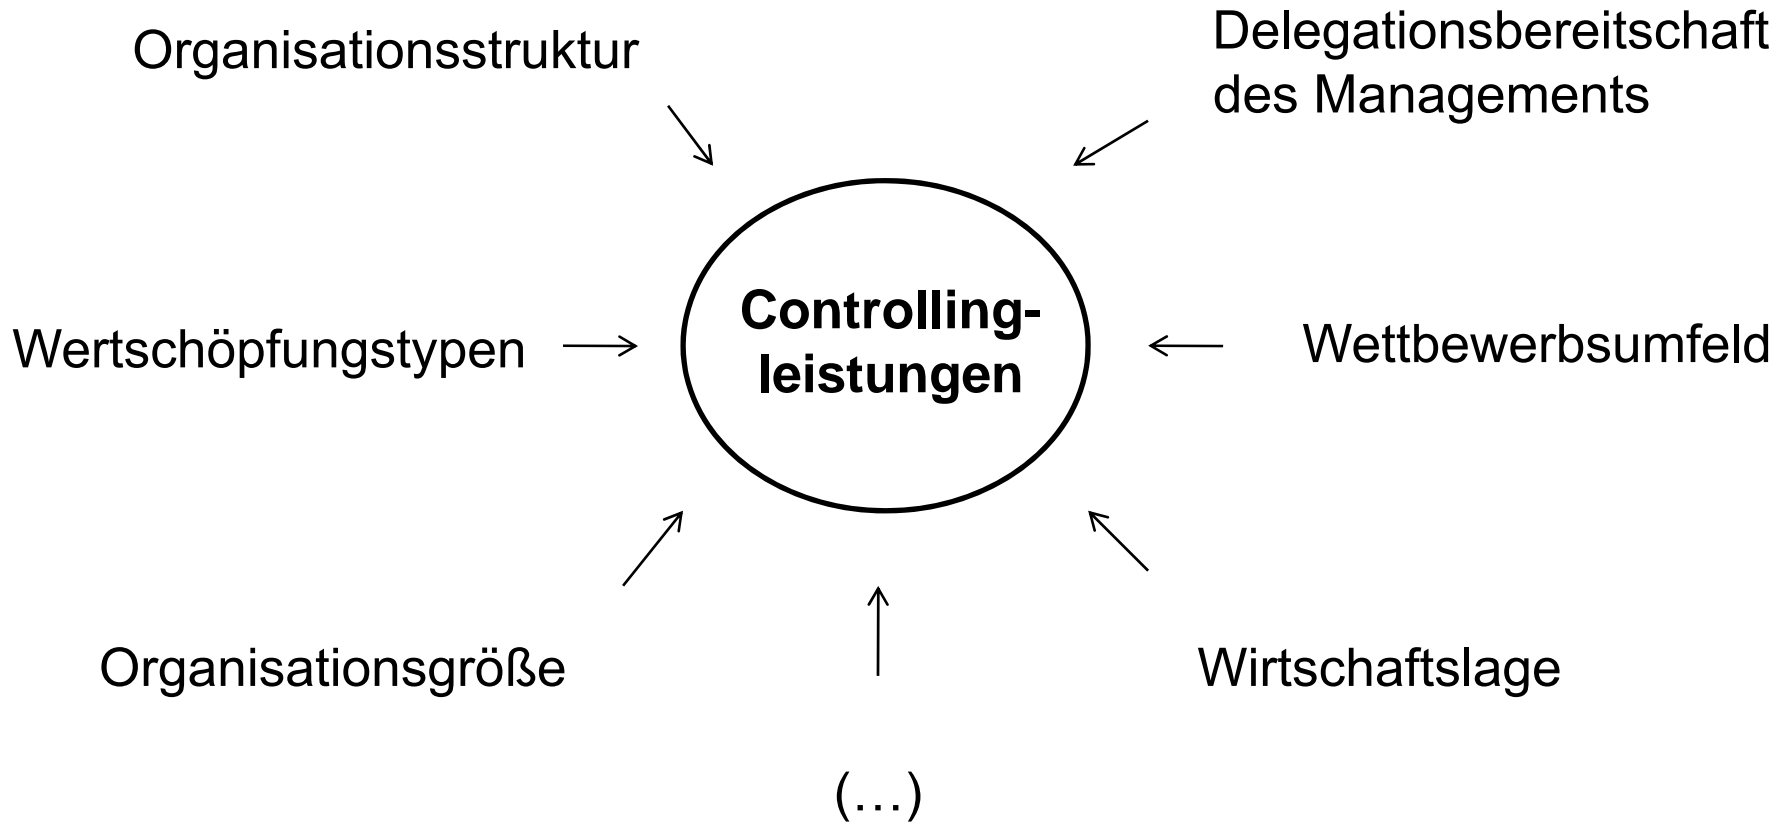 Organisationsstruktur
Delegationsbereitschaft
des Managements
Controlling-
leistungen
Wertschöpfungstypen
Wettbewerbsumfeld
Organisationsgröße
Wirtschaftslage
(…)